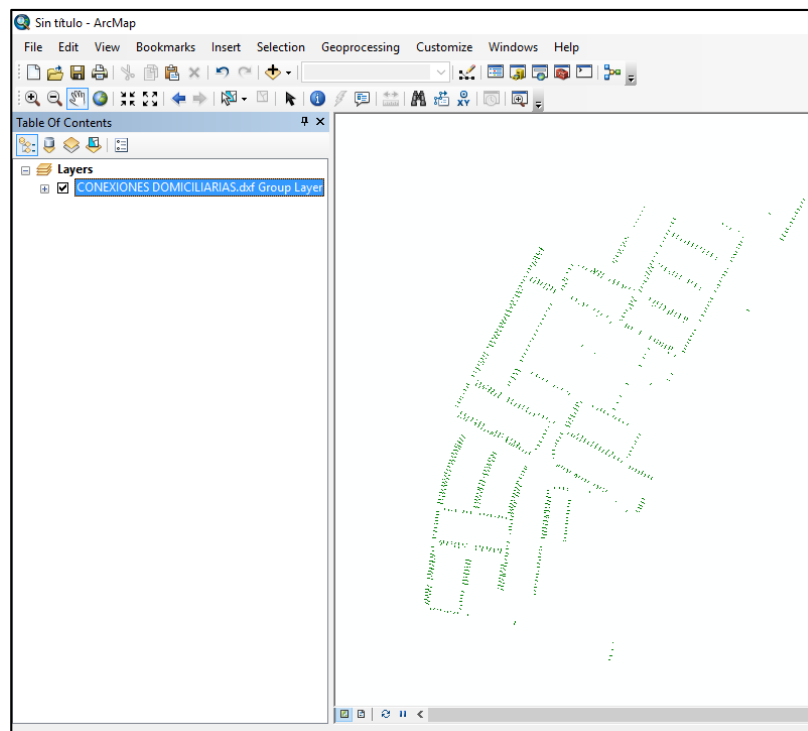 Sin título - ArcMap
File Edit View Bookmarks Insert Selection Geoprocessing Customize Windows Help
Table Of Contents
Layers
CONEXIONES DOMICILIARIAS.dxf Group Layer